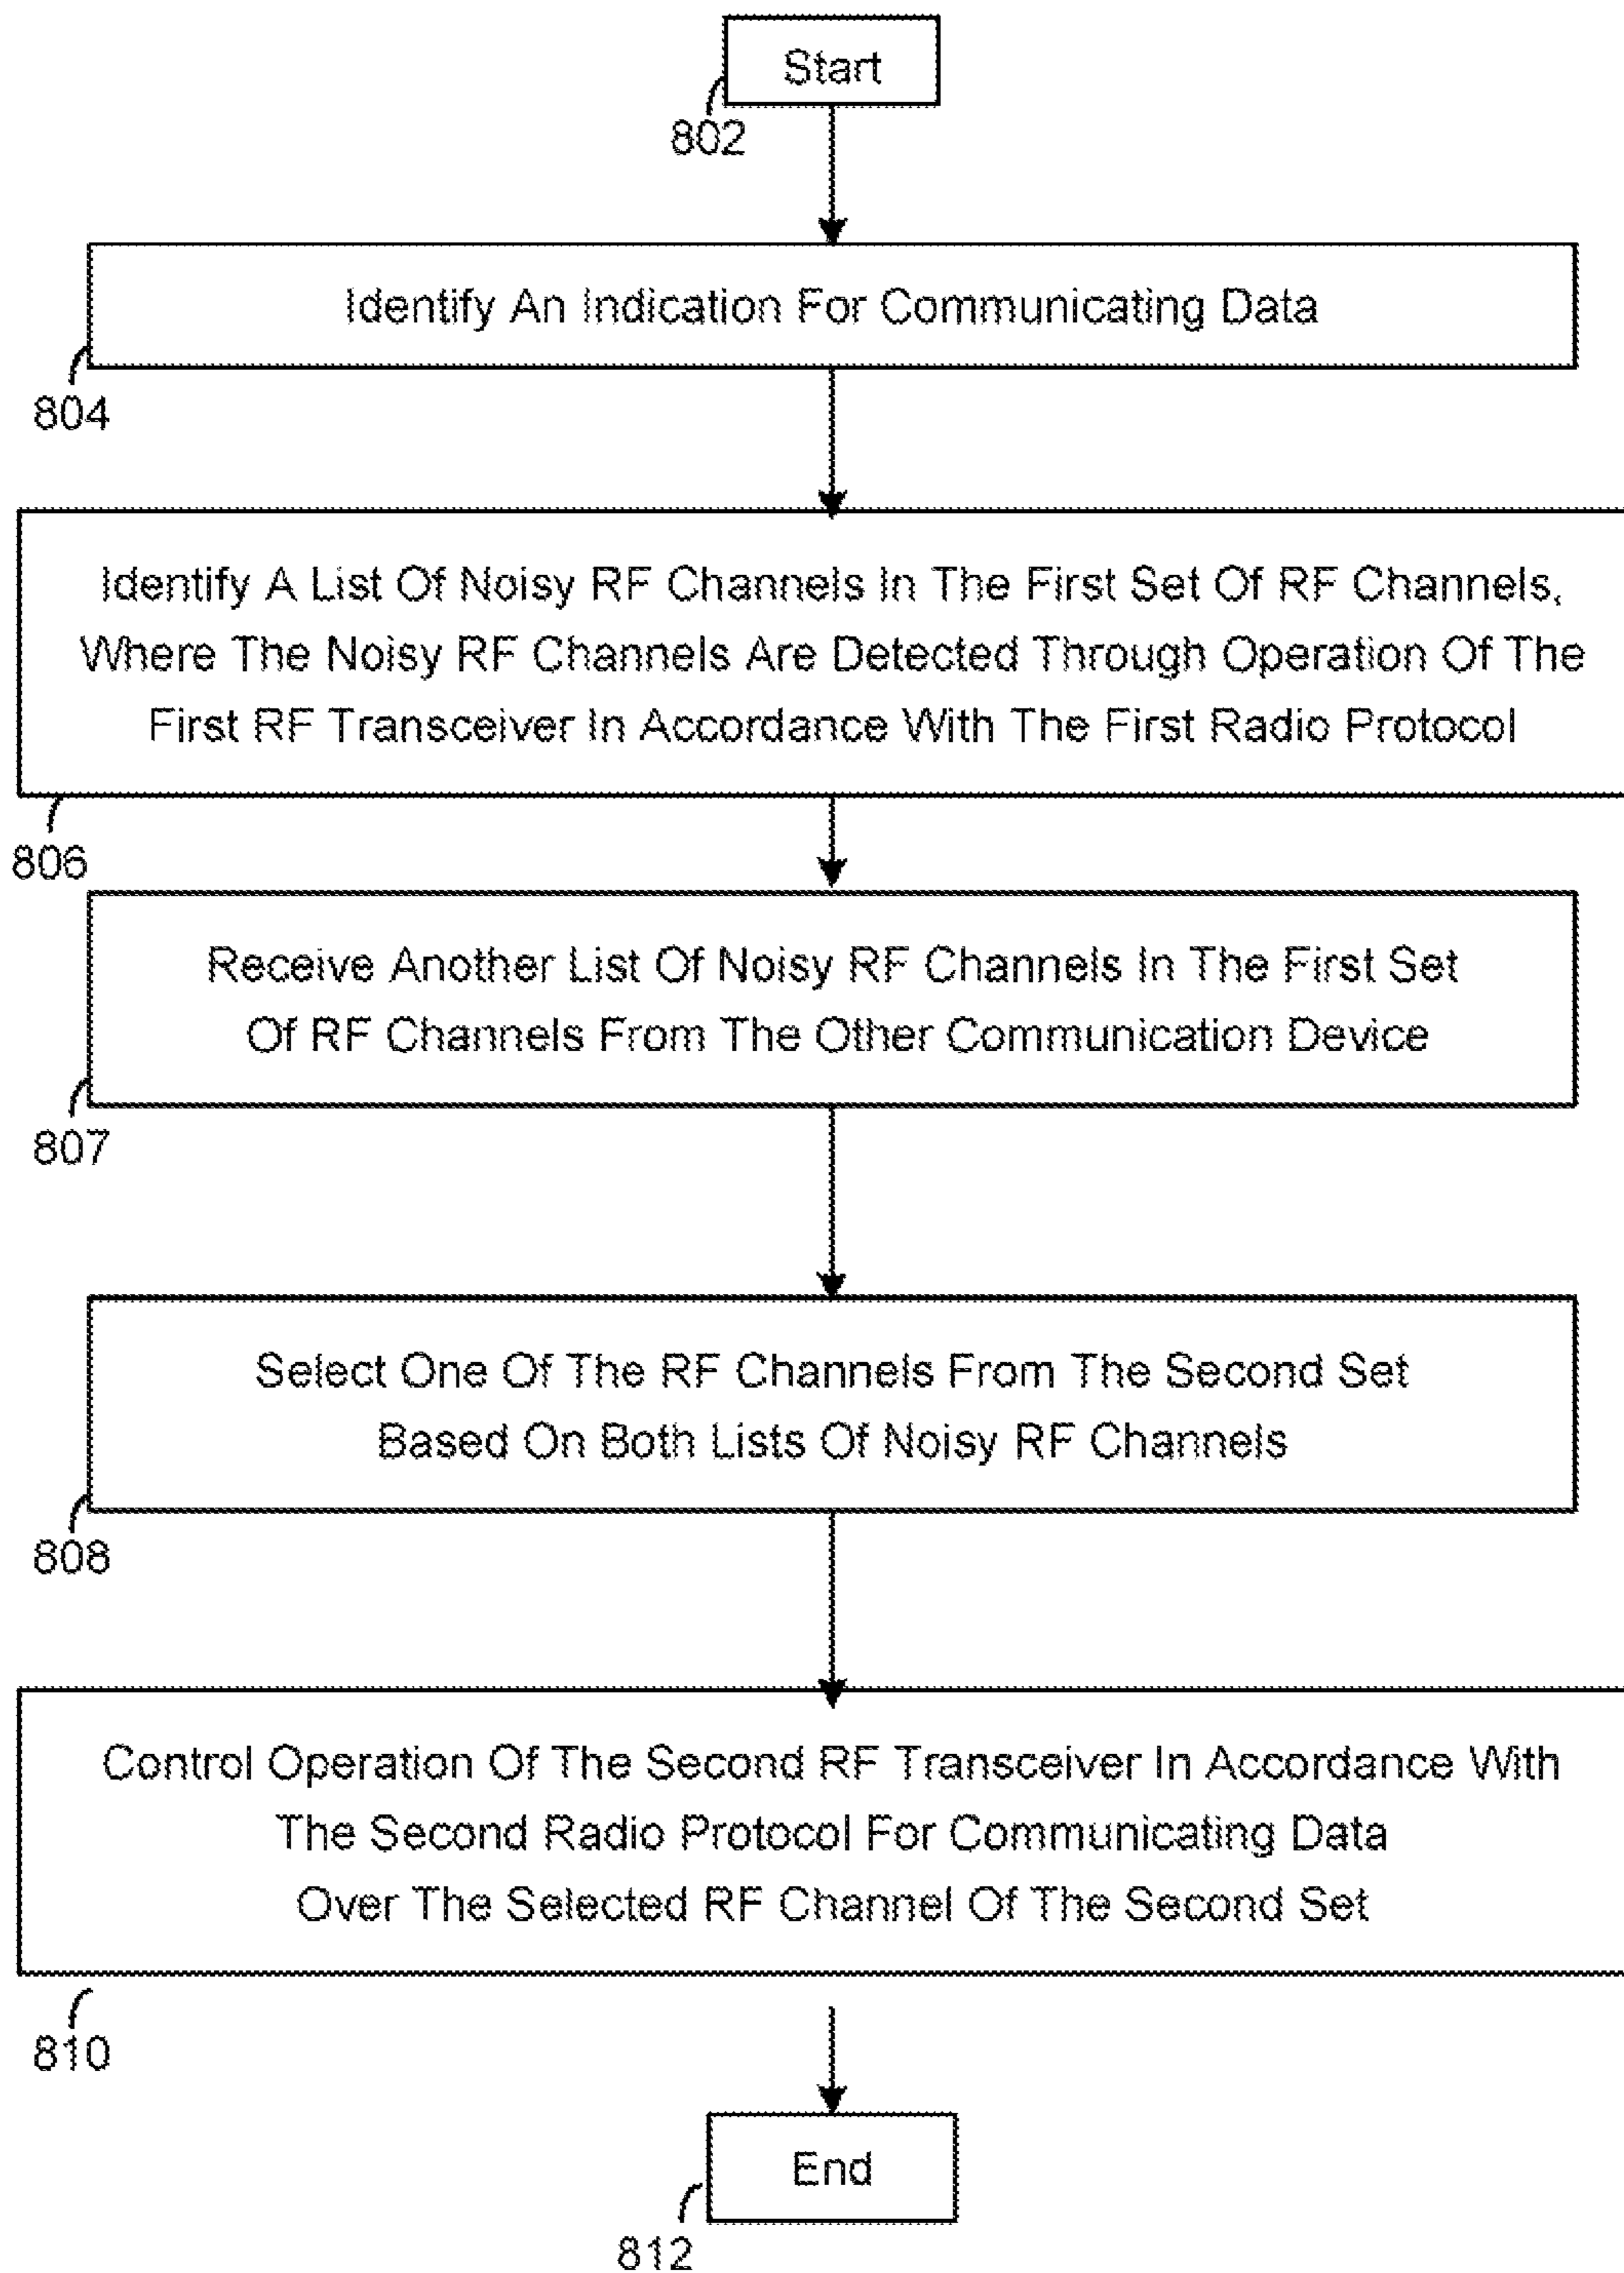 Start
802
Identify An Indication For Communicating Data
804
Identify A List Of Noisy RF Channels In The First Set Of RF Channels,
Where The Noisy RF Channels Are Detected Through Operation Of The
First RF Transceiver In Accordance With The First Radio Protocol
806
Receive Another List Of Noisy RF Channels In The First Set
Of RF Channels From The Other Communication Device
807
Select One Of The RF Channels From The Second Set
Based On Both Lists Of Noisy RF Channels
808
Control Operation Of The Second RF Transceiver In Accordance With
The Second Radio Protocol For Communicating Data
Over The Selected RF Channel Of The Second Set
810
End
812